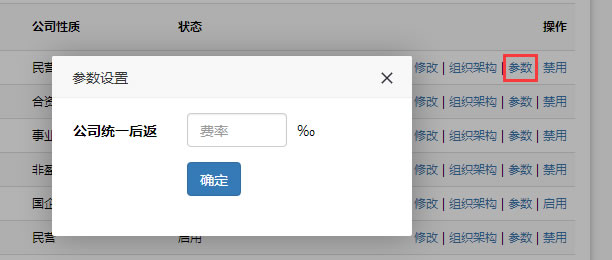 公司性质 状态 操作
民营 修改 | 组织架构 | 参数 | 禁用
参数设置 ×
合资 修改 | 组织架构 | 参数 | 禁用
公司统一后返 费率 ‰
事业 修改 | 组织架构 | 参数 | 禁用
非盈 修改 | 组织架构 | 参数 | 禁用
确定
国企 修改 | 组织架构 | 参数 | 启用
民营 启用 修改 | 组织架构 | 参数 | 禁用